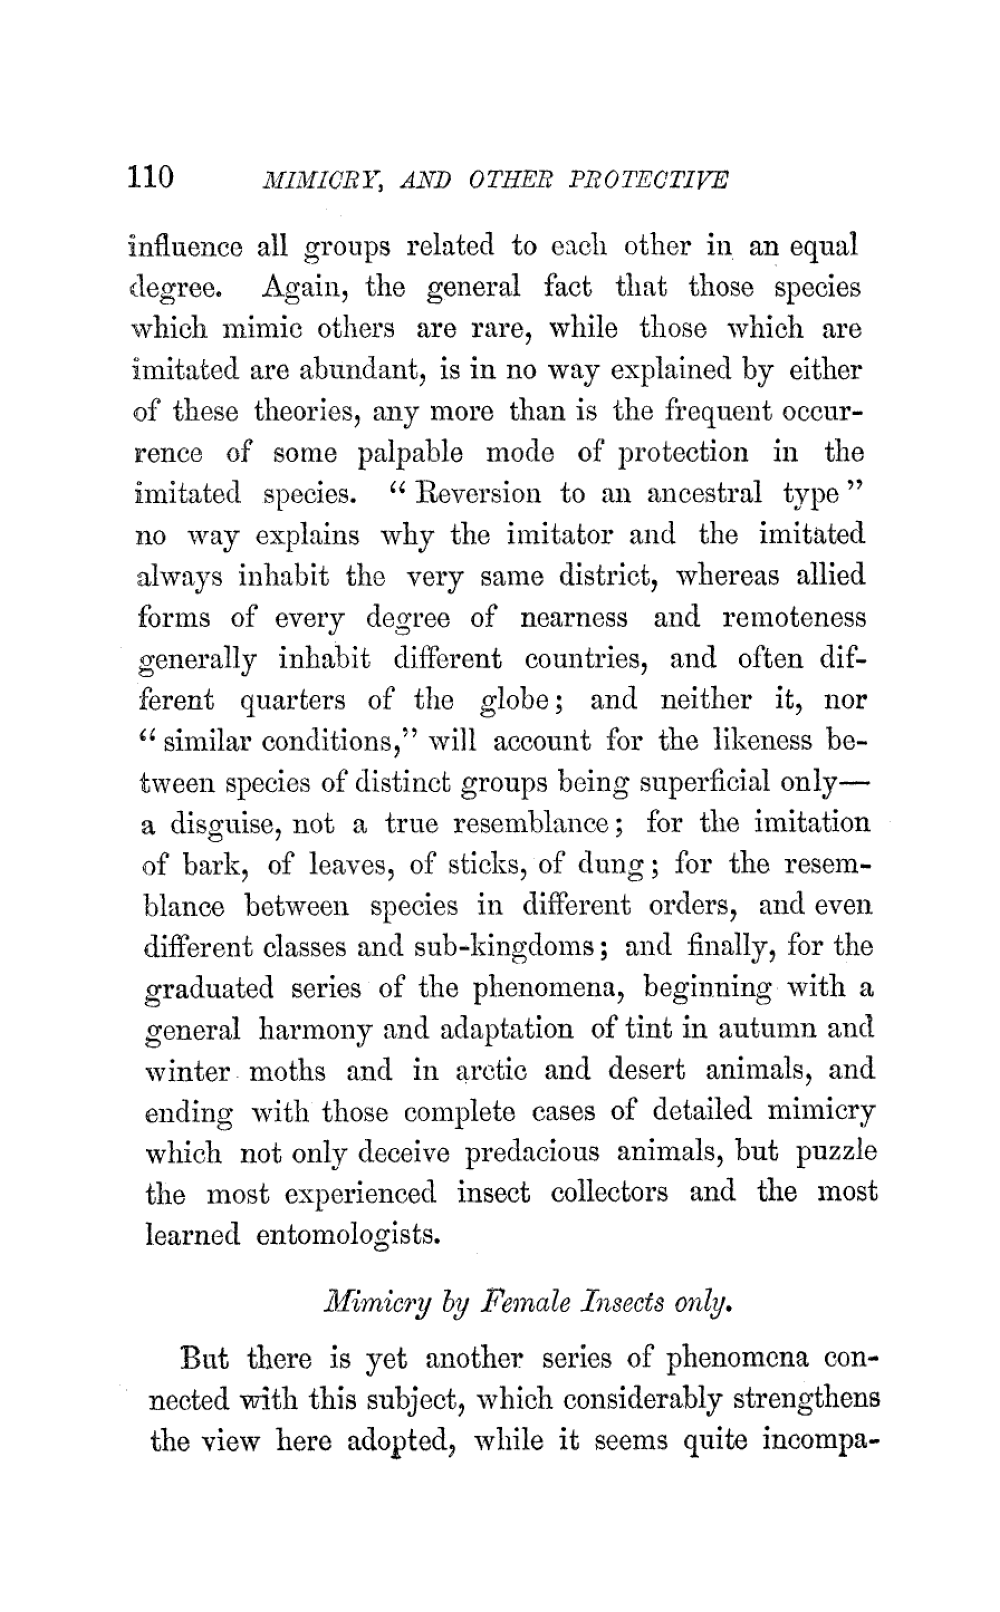 110 MIMICRY, AND OTHER PROTECTIVE
influence all groups related to each other in an equal
degree. Again, the general fact that those species
which mimic others are rare, while those which are
imitated are abundant, is in no way explained by either
of these theories, any more than is the frequent occur-
rence of some palpable mode of protection in the
imitated species. “ Reversion to an ancestral type ”
no way explains why the imitator and the imitated
always inhabit the very same district, whereas allied
forms of every degree of nearness and remoteness
generally inhabit different countries, and often dif-
ferent quarters of the globe; and neither it, nor
“ similar conditions,” will account for the likeness be-
tween species of distinct groups being superficial only—
a disguise, not a true resemblance; for the imitation
of bark, of leaves, of sticks, of dung; for the resem-
blance between species in different orders, and even
different classes and sub-kingdoms; and finally, for the
graduated series of the phenomena, beginning with a
general harmony and adaptation of tint in autumn and
winter moths and in arctic and desert animals, and
ending with those complete cases of detailed mimicry
which not only deceive predacious animals, but puzzle
the most experienced insect collectors and the most
learned entomologists.
Mimicry by Female Insects only.
But there is yet another series of phenomena con-
nected with this subject, which considerably strengthens
the view here adopted, while it seems quite incompa-